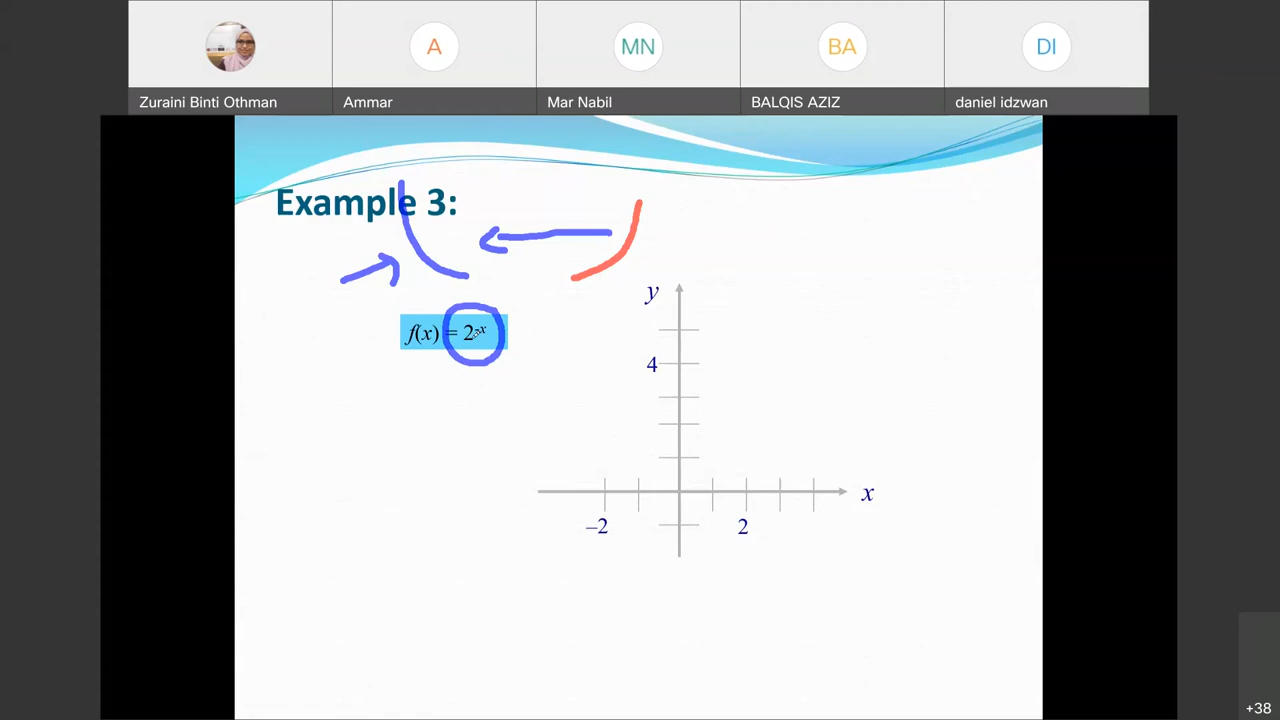 A
MN
BA
DI
Zuraini Binti Othman
Ammar
Mar Nabil
BALQIS AZIZ
daniel idzwan
Example 3:
y
f(x) = 2⁻ˣ
4
x
–2
2
+38